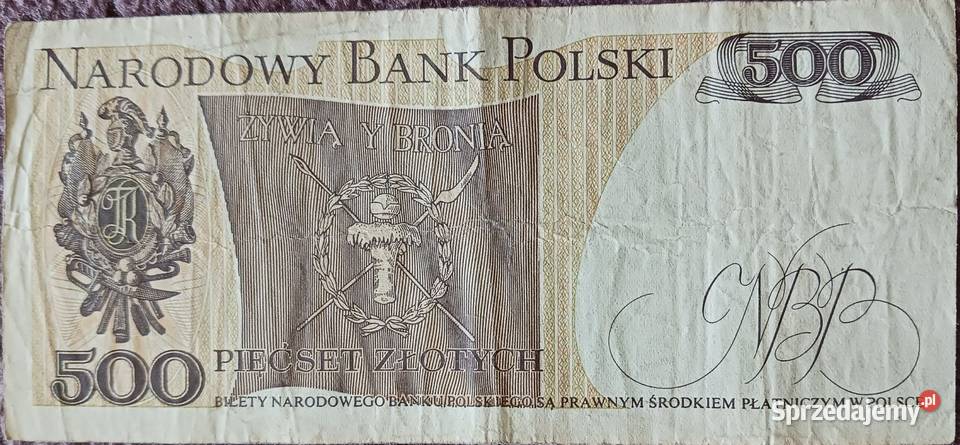 NARODOWY BANK POLSKI
500
ŻYWIĄ Y BRONIĄ
TK
NBP
500
PIĘĆSET ZŁOTYCH
BILETY NARODOWEGO BANKU POLSKIEGO SĄ PRAWNYM ŚRODKIEM PŁATNICZYM W POLSCE
Sprzedajemy.pl